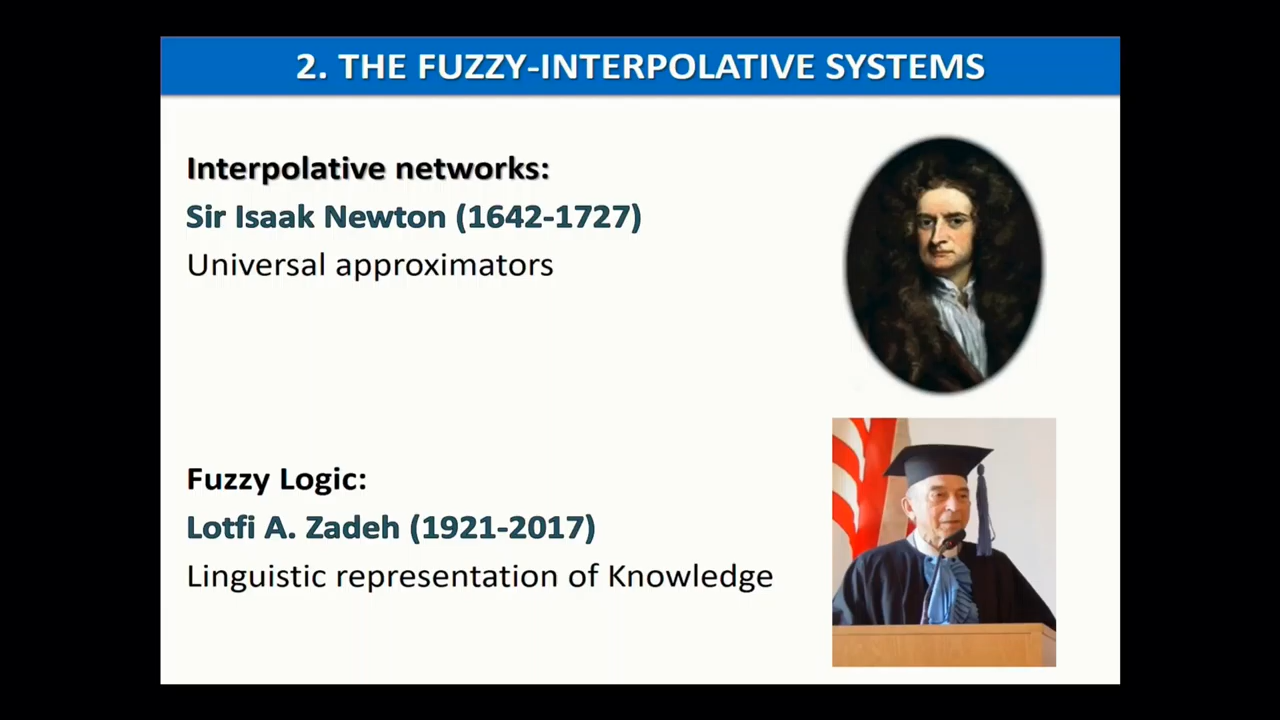 2. THE FUZZY-INTERPOLATIVE SYSTEMS
Interpolative networks:
Sir Isaak Newton (1642-1727)
Universal approximators
Fuzzy Logic:
Lotfi A. Zadeh (1921-2017)
Linguistic representation of Knowledge